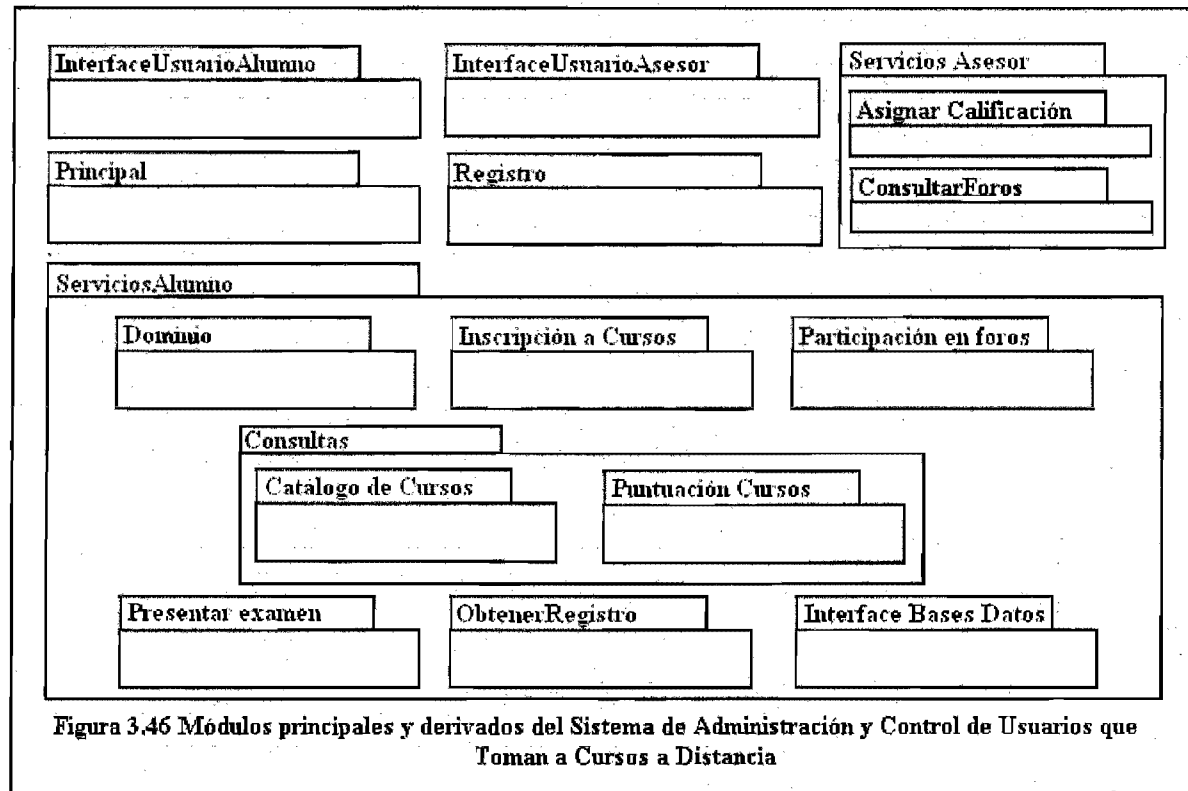 InterfaceUsuarioAlumno
InterfaceUsuarioAsesor
Servicios Asesor
Asignar Calificación
Principal
Registro
ConsultarForos
ServiciosAlumno
Dominio
Inscripción a Cursos
Participación en foros
Consultas
Catálogo de Cursos
Puntuación Cursos
Presentar examen
ObtenerRegistro
Interface Bases Datos
Figura 3.46 Módulos principales y derivados del Sistema de Administración y Control de Usuarios que
Toman a Cursos a Distancia